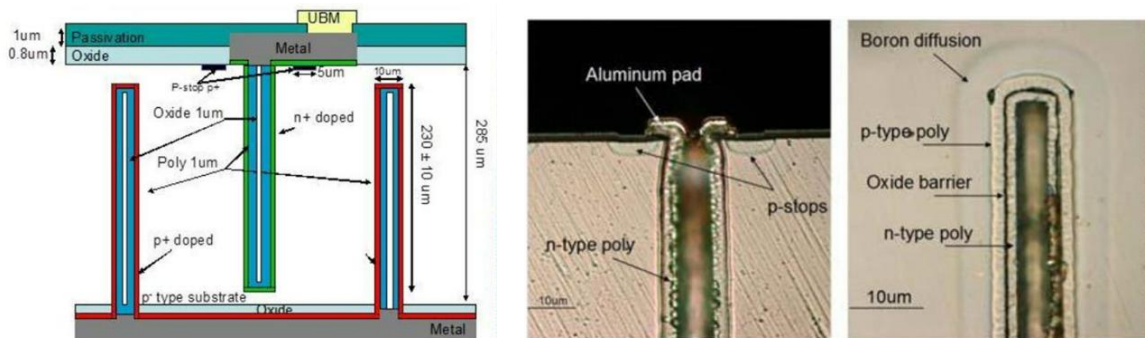 UBM
1um
Passivation
Metal
0.8um
Oxide
5um
10um
P-stop p+
Oxide 1um
n+ doped
Poly 1um
230 ± 10 um
285 um
p+ doped
p- type substrate
Oxide
Metal
Aluminum pad
p-stops
n-type poly
10um
Boron diffusion
p-type poly
Oxide barrier
n-type poly
10um